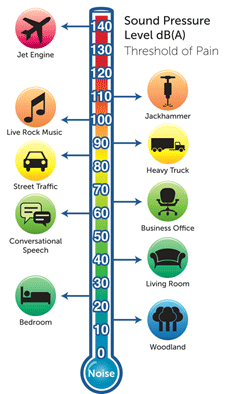 Sound Pressure
Level dB(A)
Threshold of Pain
140
130
120
110
100
90
80
70
60
50
40
30
20
10
0
Noise
Jet Engine
Jackhammer
Live Rock Music
Heavy Truck
Street Traffic
Business Office
Conversational
Speech
Living Room
Bedroom
Woodland